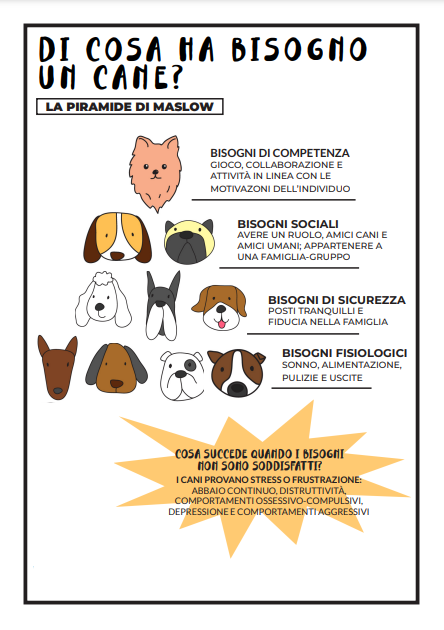 DI COSA HA BISOGNO
UN CANE?
LA PIRAMIDE DI MASLOW
BISOGNI DI COMPETENZA
GIOCO, COLLABORAZIONE E
ATTIVITÀ IN LINEA CON LE
MOTIVAZONI DELL'INDIVIDUO
BISOGNI SOCIALI
AVERE UN RUOLO, AMICI CANI E
AMICI UMANI; APPARTENERE A
UNA FAMIGLIA-GRUPPO
BISOGNI DI SICUREZZA
POSTI TRANQUILLI E
FIDUCIA NELLA FAMIGLIA
BISOGNI FISIOLOGICI
SONNO, ALIMENTAZIONE,
PULIZIE E USCITE
COSA SUCCEDE QUANDO I BISOGNI
NON SONO SODDISFATTI?
I CANI PROVANO STRESS O FRUSTRAZIONE:
ABBAIO CONTINUO, DISTRUTTIVITÀ,
COMPORTAMENTI OSSESSIVO-COMPULSIVI,
DEPRESSIONE E COMPORTAMENTI AGGRESSIVI